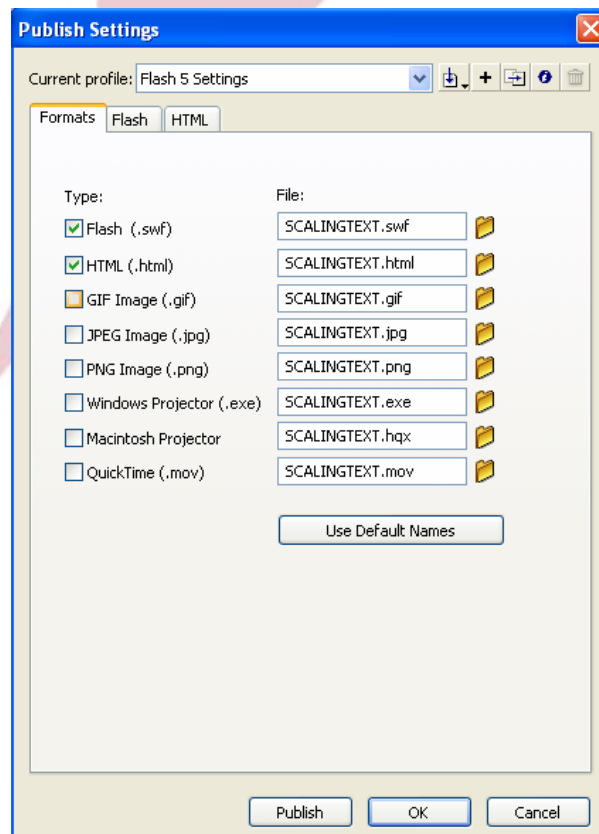 Publish Settings
Current profile: Flash 5 Settings
Formats Flash HTML
Type: File:
Flash (.swf) SCALINGTEXT.swf
HTML (.html) SCALINGTEXT.html
GIF Image (.gif) SCALINGTEXT.gif
JPEG Image (.jpg) SCALINGTEXT.jpg
PNG Image (.png) SCALINGTEXT.png
Windows Projector (.exe) SCALINGTEXT.exe
Macintosh Projector SCALINGTEXT.hqx
QuickTime (.mov) SCALINGTEXT.mov
Use Default Names
Publish OK Cancel